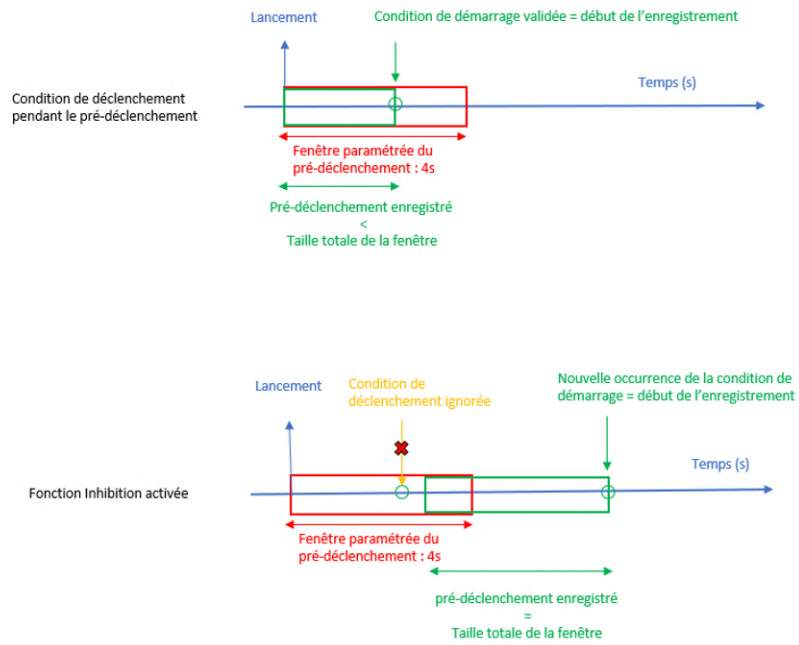 Lancement
Condition de démarrage validée = début de l'enregistrement
Temps (s)
Condition de déclenchement
pendant le pré-déclenchement
Fenêtre paramétrée du
pré-déclenchement : 4s
Pré-déclenchement enregistré
<
Taille totale de la fenêtre
Lancement
Condition de
déclenchement ignorée
Nouvelle occurrence de la condition de
démarrage = début de l'enregistrement
Temps (s)
Fonction Inhibition activée
Fenêtre paramétrée du
pré-déclenchement : 4s
pré-déclenchement enregistré
=
Taille totale de la fenêtre